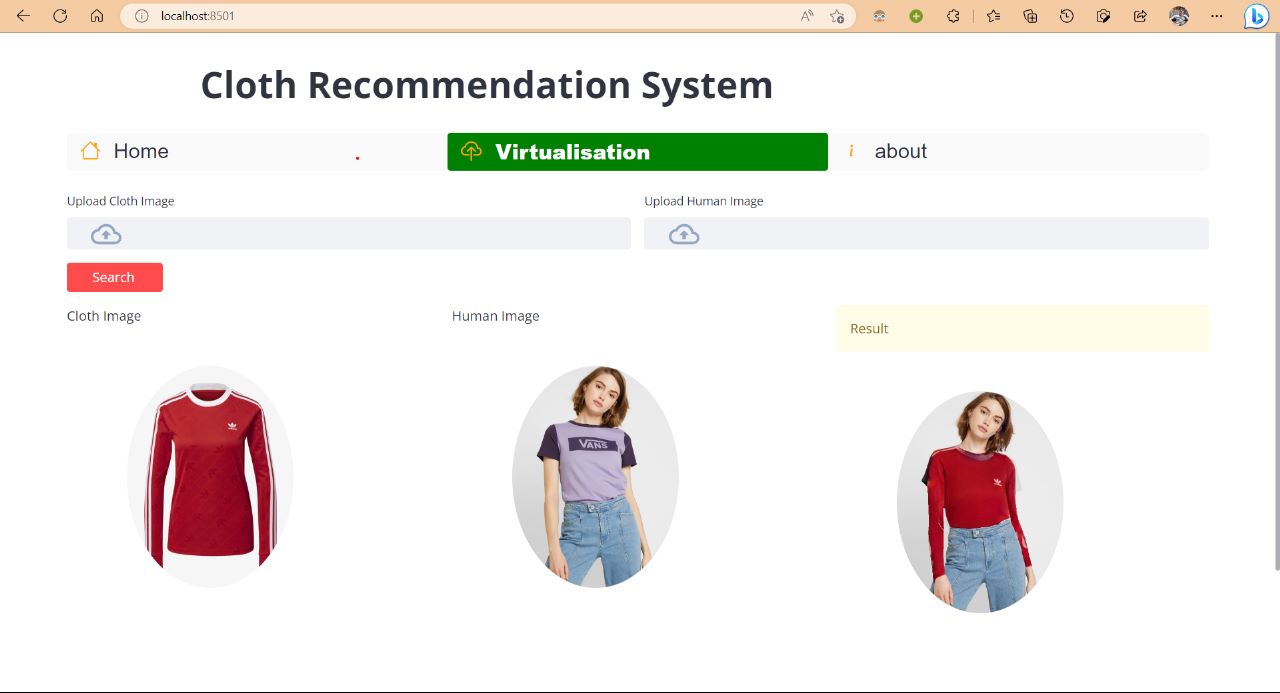 localhost:8501
Cloth Recommendation System
Home
Virtualisation
i about
Upload Cloth Image
Upload Human Image
Search
Cloth Image
Human Image
Result
VANS